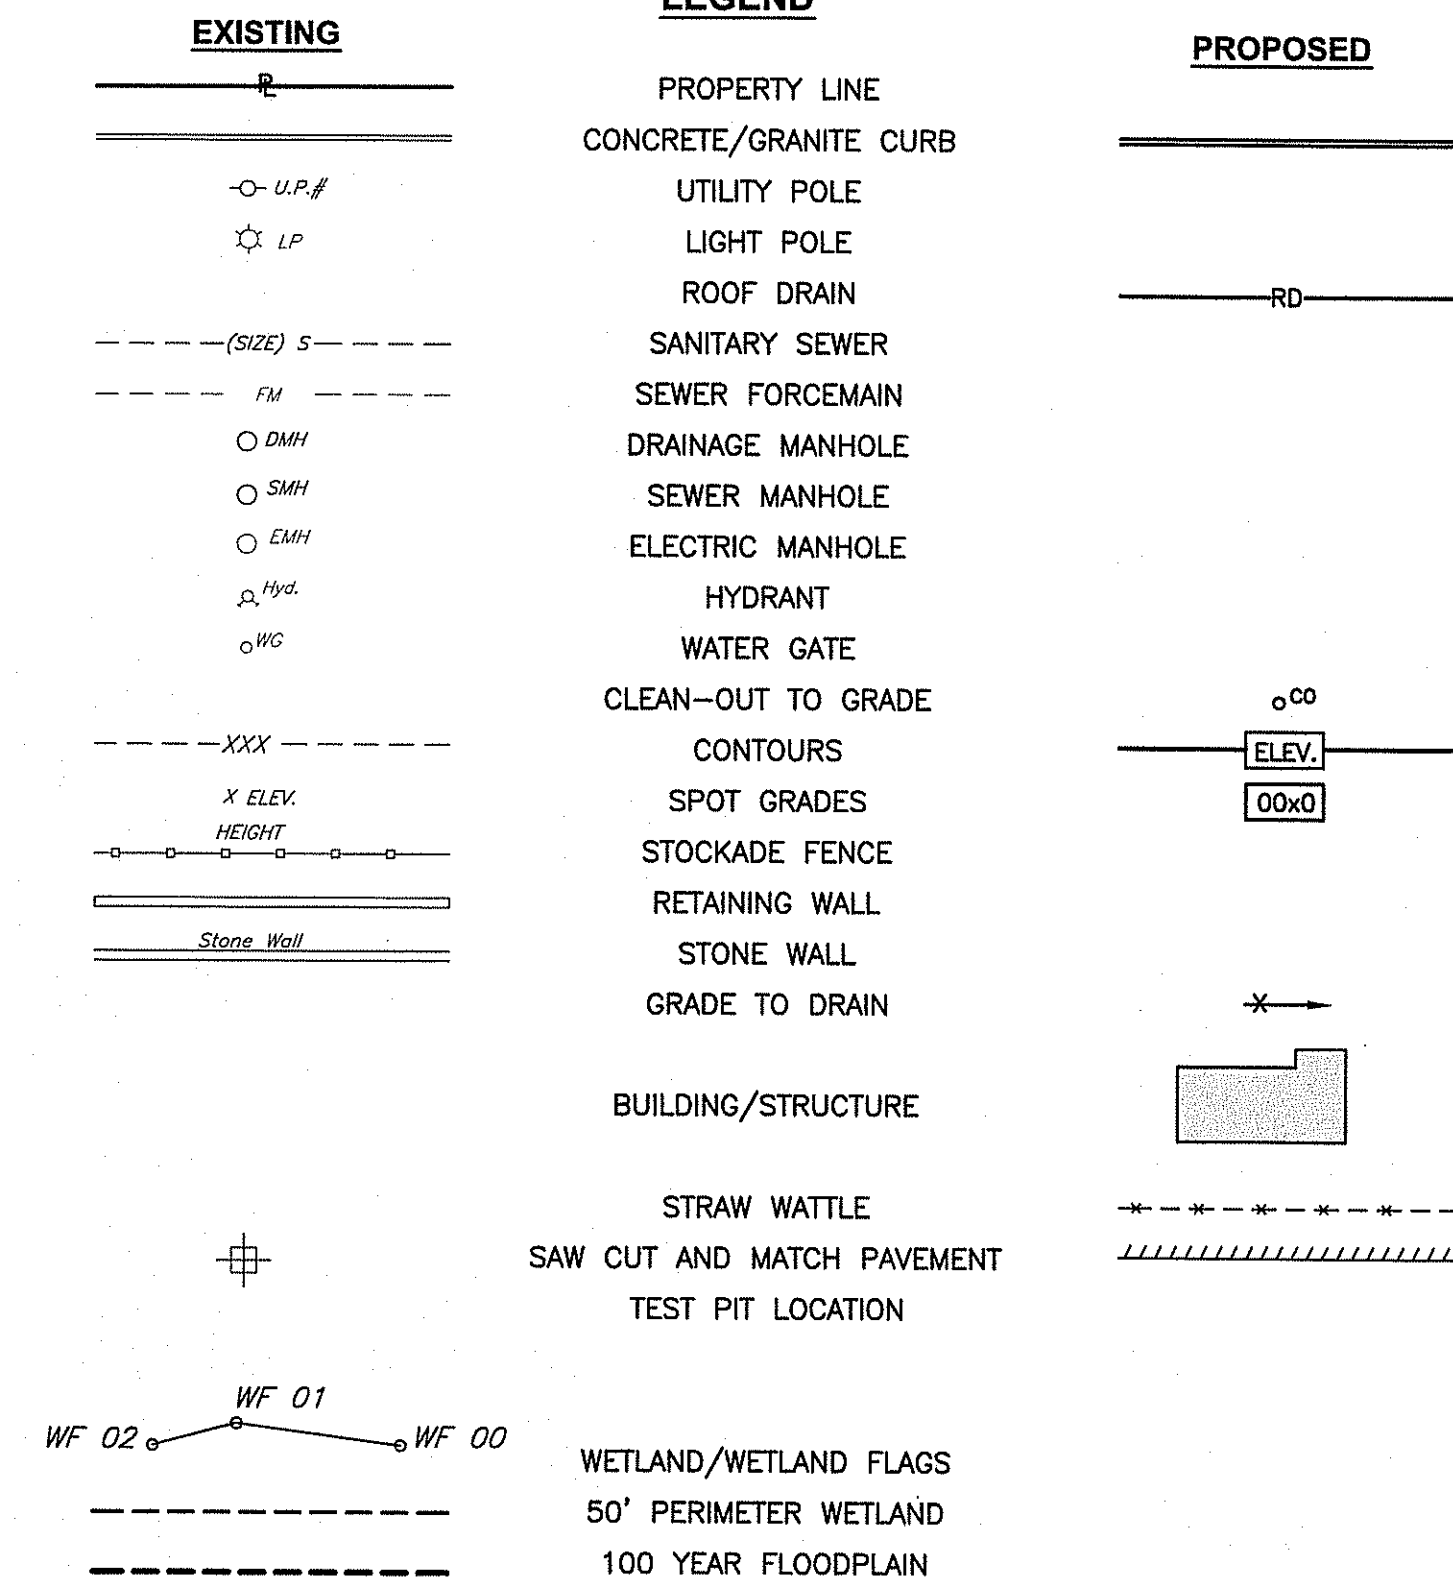 LEGEND
EXISTING
PROPOSED
PL PROPERTY LINE
CONCRETE/GRANITE CURB
U.P.# UTILITY POLE
LP LIGHT POLE
ROOF DRAIN RD
(SIZE) S SANITARY SEWER
FM SEWER FORCEMAIN
DMH DRAINAGE MANHOLE
SMH SEWER MANHOLE
EMH ELECTRIC MANHOLE
Hyd. HYDRANT
WG WATER GATE
CLEAN-OUT TO GRADE CO
XXX CONTOURS ELEV.
X ELEV. SPOT GRADES 00x0
HEIGHT STOCKADE FENCE
RETAINING WALL
Stone Wall STONE WALL
GRADE TO DRAIN
BUILDING/STRUCTURE
STRAW WATTLE
SAW CUT AND MATCH PAVEMENT
TEST PIT LOCATION
WF 01
WF 02 WF 00
WETLAND/WETLAND FLAGS
50' PERIMETER WETLAND
100 YEAR FLOODPLAIN